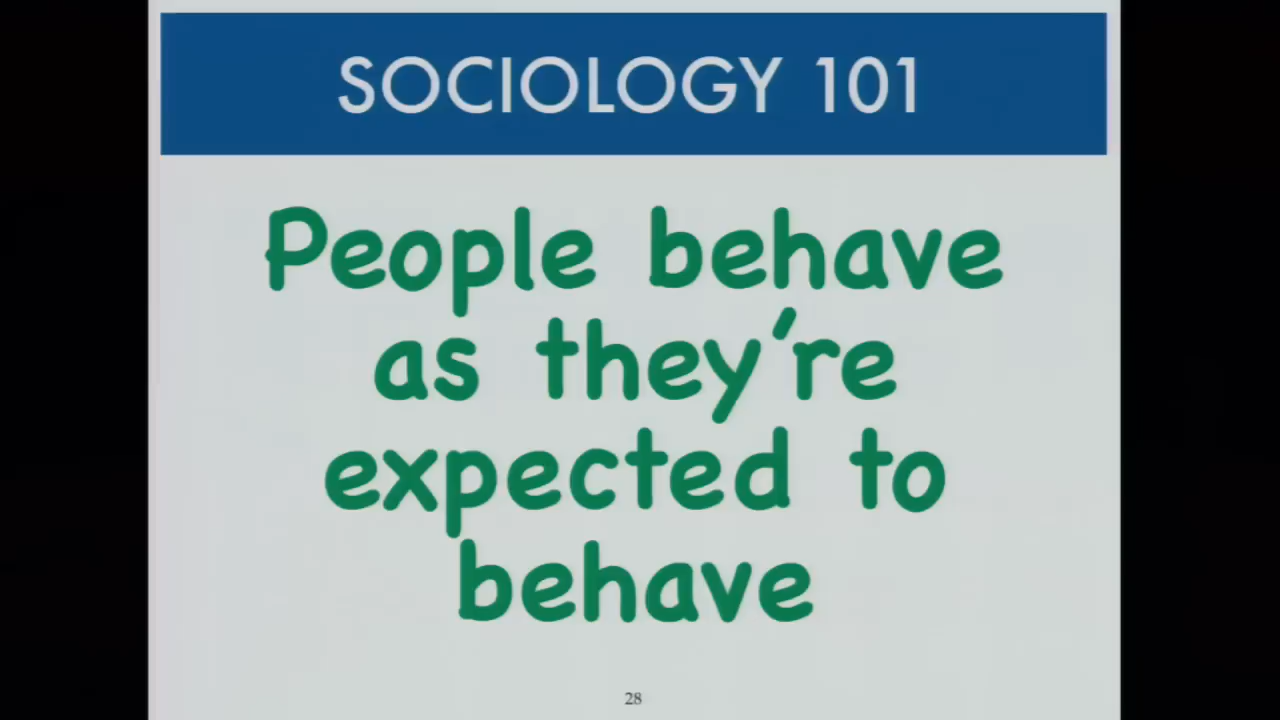 SOCIOLOGY 101
People behave
as they're
expected to
behave
28